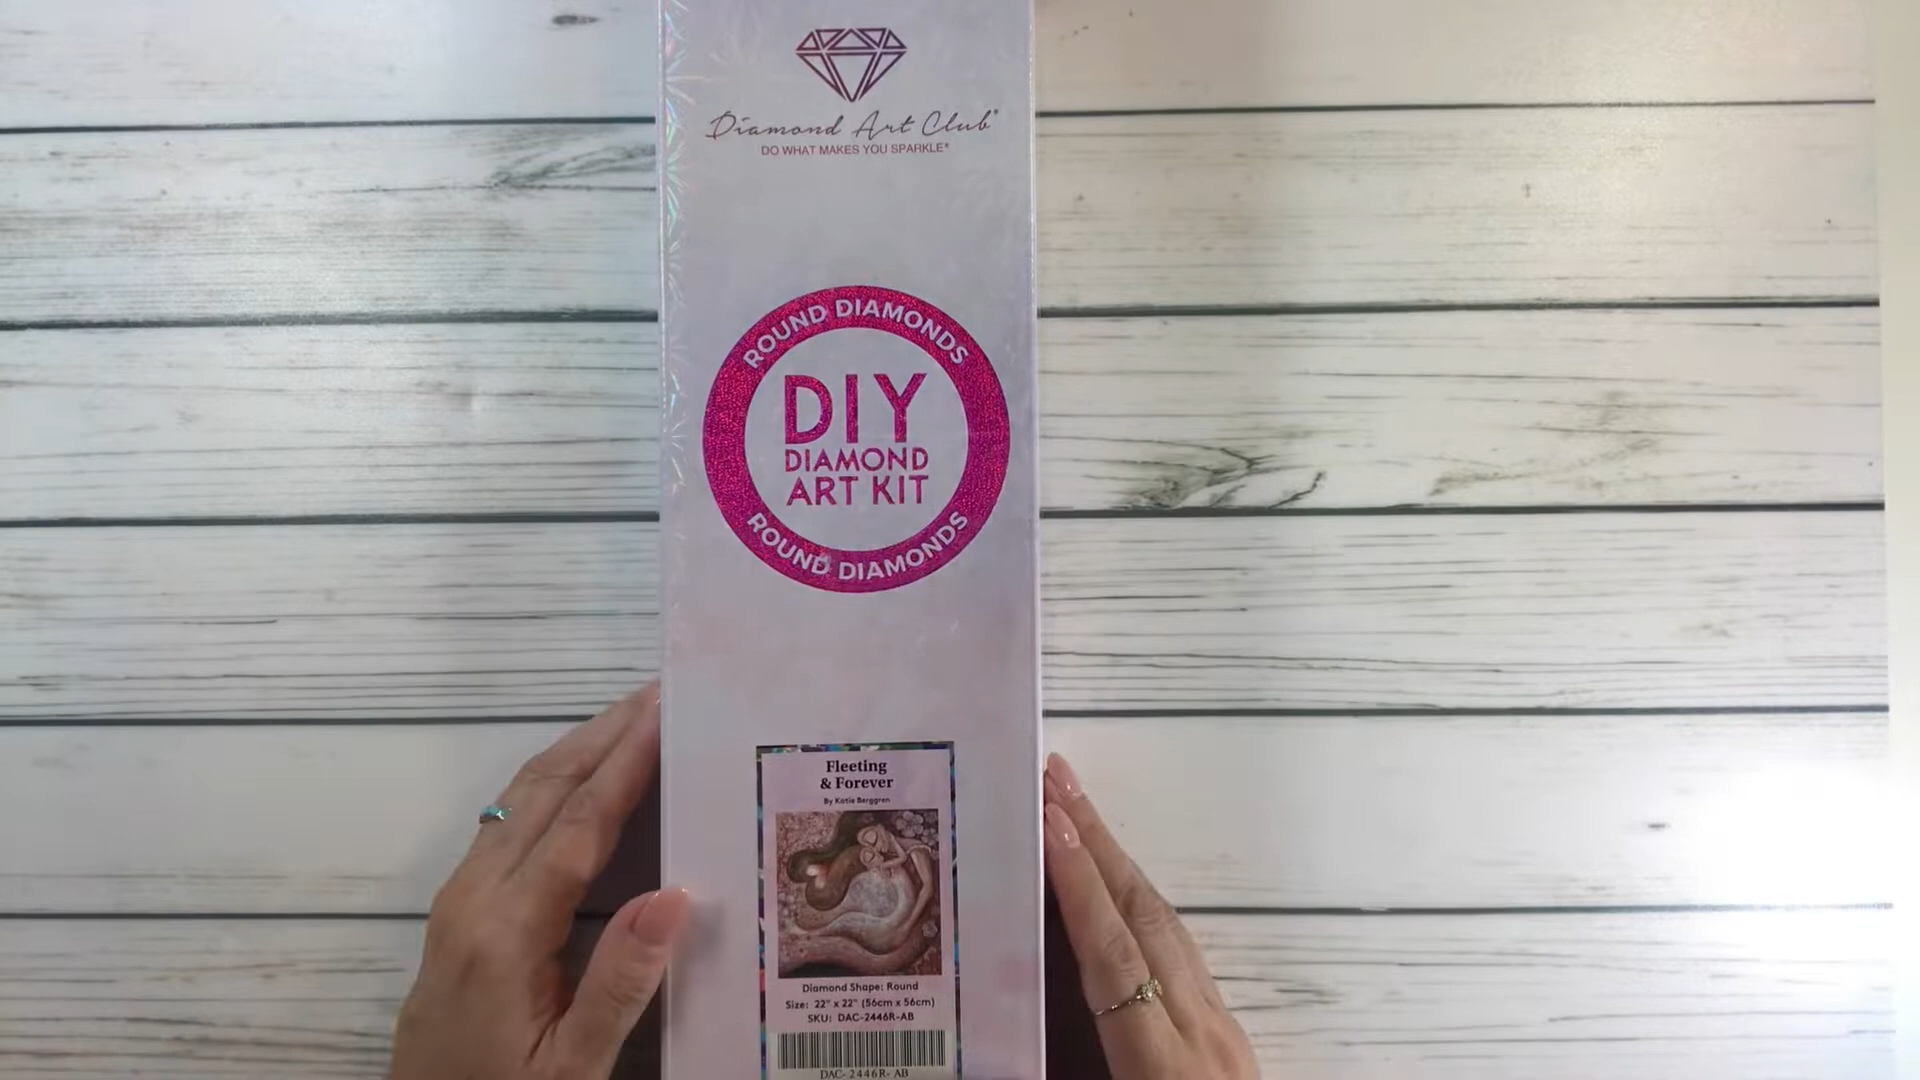 Diamond Art Club®
DO WHAT MAKES YOU SPARKLE®
ROUND DIAMONDS
DIY
DIAMOND
ART KIT
ROUND DIAMONDS
Fleeting
& Forever
By Katie Berggren
Diamond Shape: Round
Size: 22" x 22" (56cm x 56cm)
SKU: DAC-2446R-AB
DAC-2446R-AB